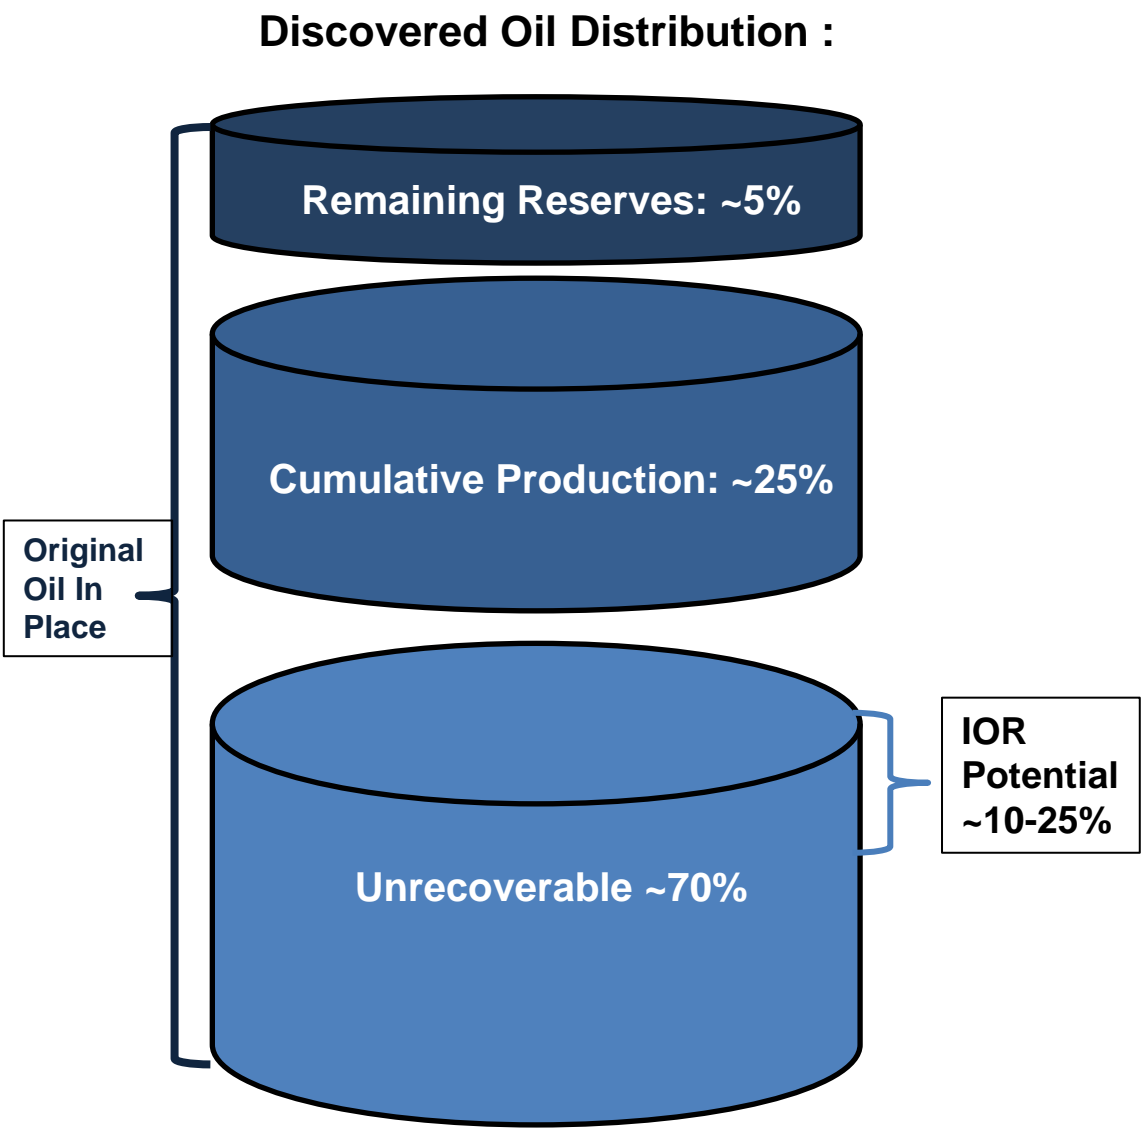 Discovered Oil Distribution :
Remaining Reserves: ~5%
Cumulative Production: ~25%
Original
Oil In
Place
IOR
Potential
~10-25%
Unrecoverable ~70%